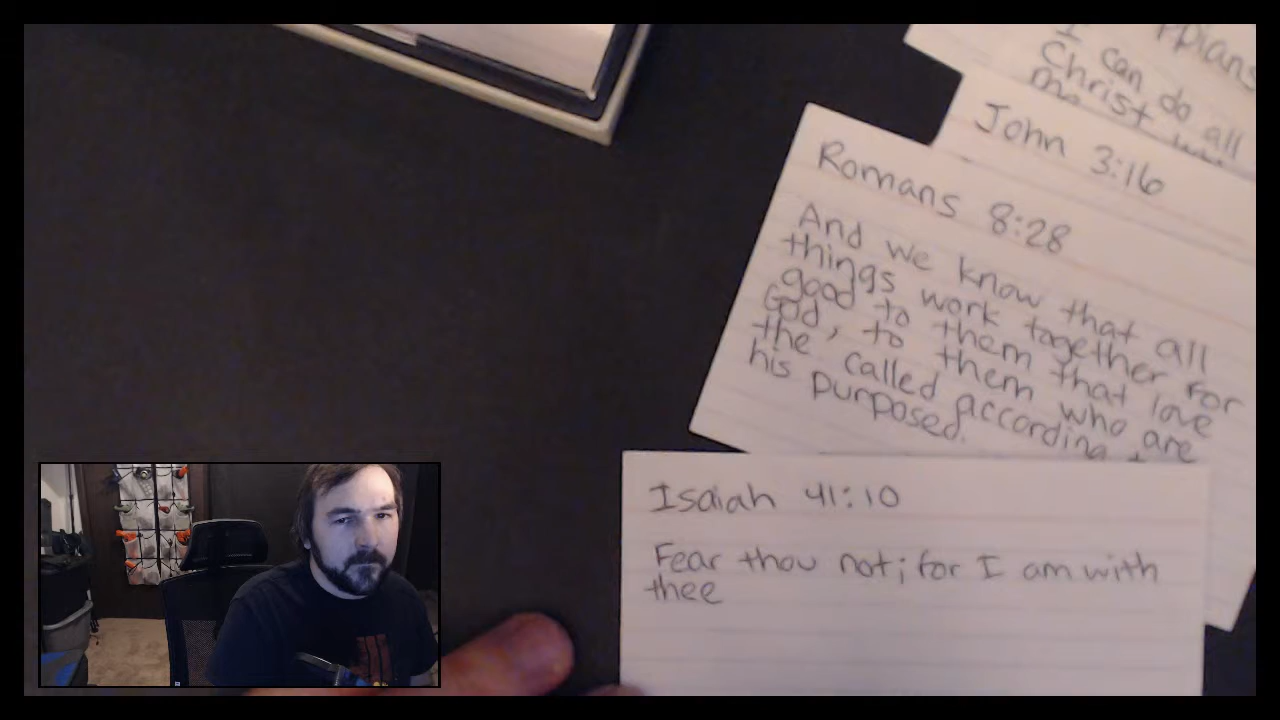 ppians
I can do all
Christ
John 3:16
Romans 8:28
And we know that all
things work together for
good to them that love
God, to them who are
the called according
his purposed.
Isaiah 41:10
Fear thou not; for I am with
thee